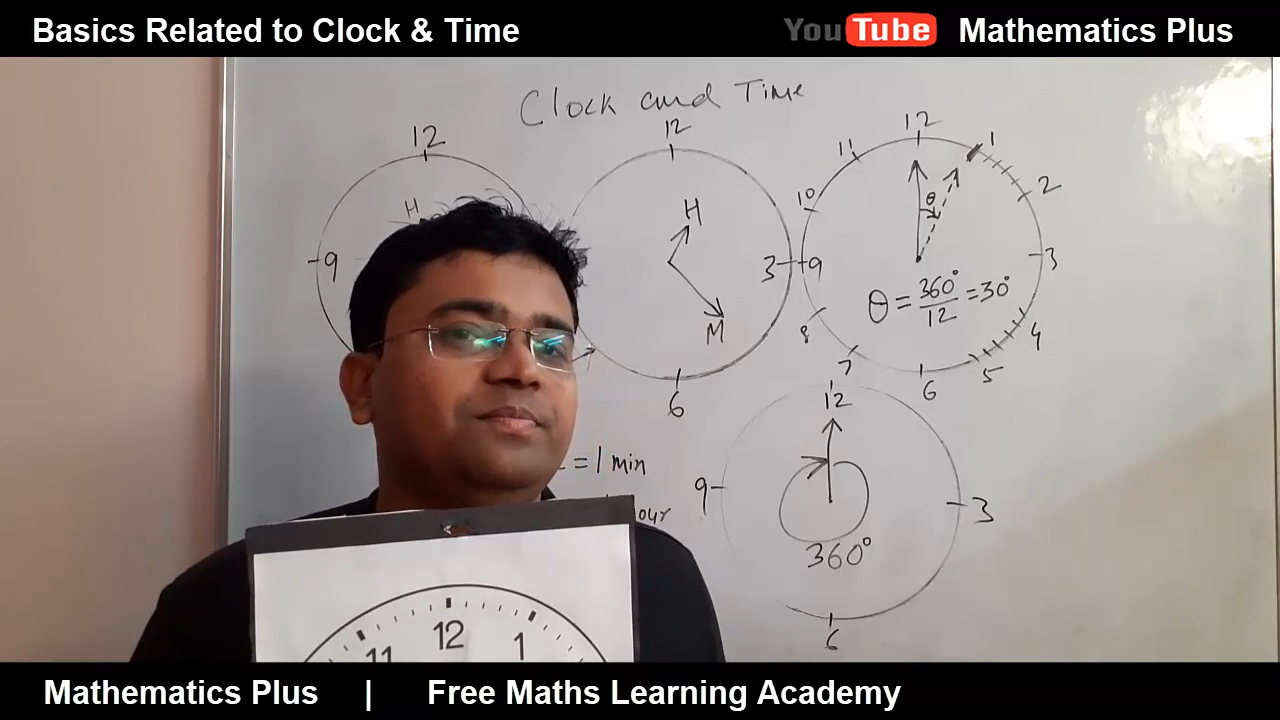 Basics Related to Clock & Time
YouTube Mathematics Plus
Clock and Time
12
9
H
12
3
6
H
M
12
1
2
3
4
5
6
7
8
9
10
11
θ
θ = 360°/12 = 30°
= 1 min
our
12
3
6
9
360°
11
12
1
Mathematics Plus | Free Maths Learning Academy